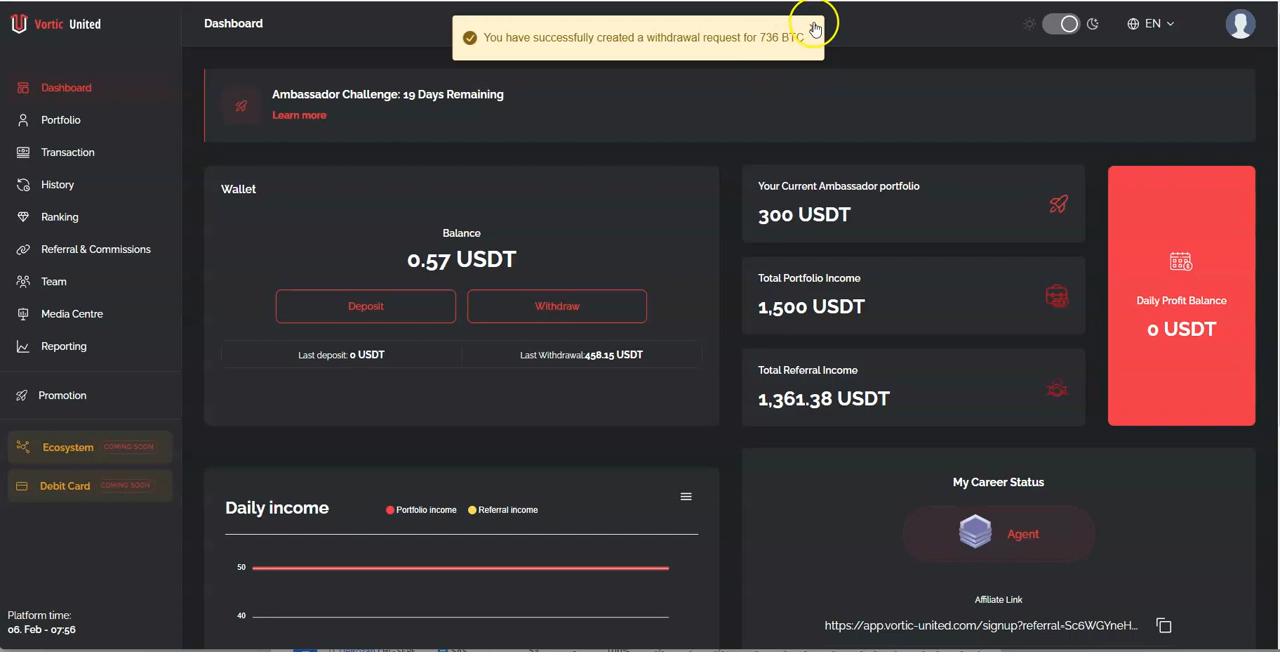 Vortic United
Dashboard
You have successfully created a withdrawal request for 736 BTC
EN
Dashboard
Portfolio
Transaction
History
Ranking
Referral & Commissions
Team
Media Centre
Reporting
Promotion
Ecosystem COMING SOON
Debit Card COMING SOON
Platform time:
06. Feb - 07:56
Ambassador Challenge: 19 Days Remaining
Learn more
Wallet
Balance
0.57 USDT
Deposit Withdraw
Last deposit: 0 USDT Last Withdrawal:458.15 USDT
Your Current Ambassador portfolio
300 USDT
Total Portfolio Income
1,500 USDT
Total Referral Income
1,361.38 USDT
Daily Profit Balance
0 USDT
Daily income
Portfolio income Referral income
50
40
My Career Status
Agent
Affiliate Link
https://app.vortic-united.com/signup?referral=Sc6WGYneH...